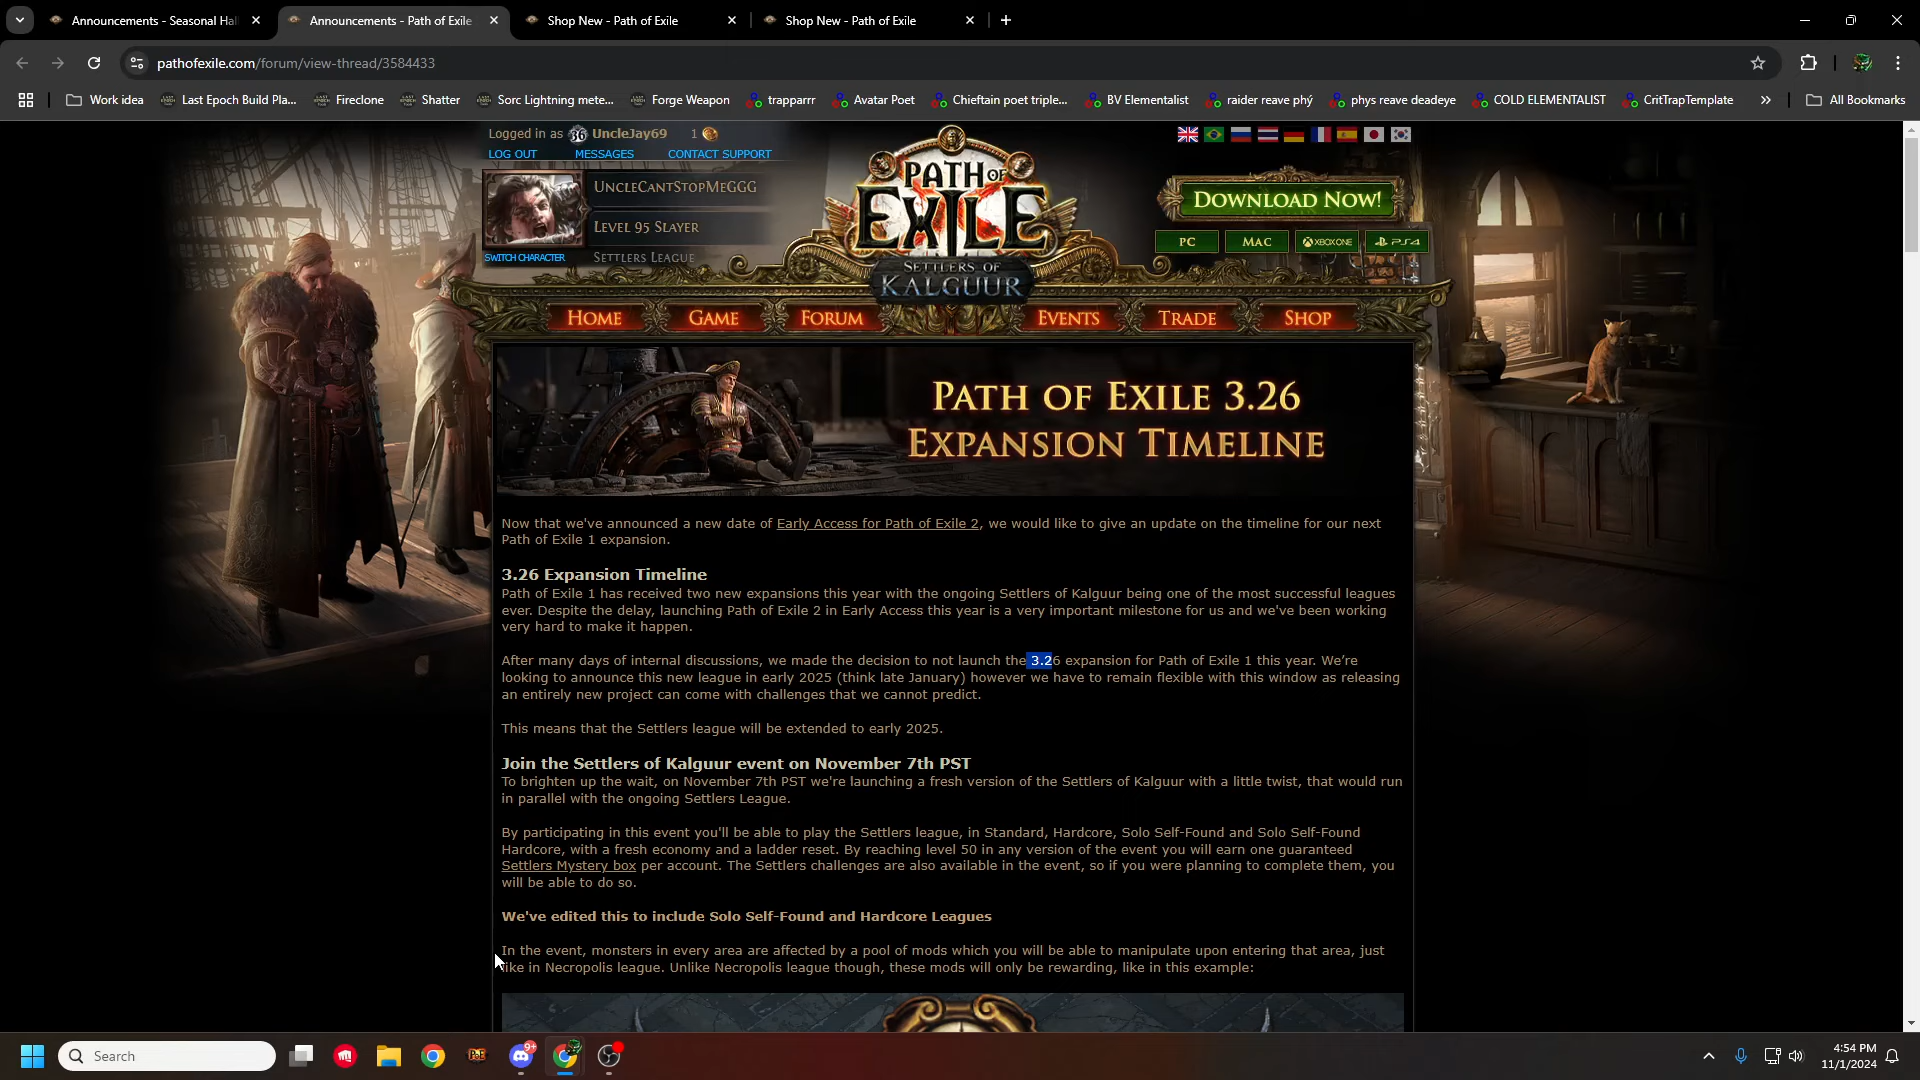 Announcements - Seasonal Hal
Announcements - Path of Exile
Shop New - Path of Exile
Shop New - Path of Exile
pathofexile.com/forum/view-thread/3584433
Work idea
Last Epoch Build Pla...
Fireclone
Shatter
Sorc Lightning mete...
Forge Weapon
trapparrr
Avatar Poet
Chieftain poet triple...
BV Elementalist
raider reave phý
phys reave deadeye
COLD ELEMENTALIST
CritTrapTemplate
All Bookmarks
Logged in as 36 UncleJay69 1
LOG OUT MESSAGES CONTACT SUPPORT
UncleCantStopMeGGG
Level 95 Slayer
SWITCH CHARACTER Settlers League
PATH OF
EXILE
SETTLERS OF
KALGUUR
DOWNLOAD NOW!
PC MAC XBOX ONE PS4
HOME GAME FORUM EVENTS TRADE SHOP
PATH OF EXILE 3.26
EXPANSION TIMELINE
Now that we've announced a new date of Early Access for Path of Exile 2, we would like to give an update on the timeline for our next
Path of Exile 1 expansion.
3.26 Expansion Timeline
Path of Exile 1 has received two new expansions this year with the ongoing Settlers of Kalguur being one of the most successful leagues
ever. Despite the delay, launching Path of Exile 2 in Early Access this year is a very important milestone for us and we've been working
very hard to make it happen.
After many days of internal discussions, we made the decision to not launch the 3.26 expansion for Path of Exile 1 this year. We’re
looking to announce this new league in early 2025 (think late January) however we have to remain flexible with this window as releasing
an entirely new project can come with challenges that we cannot predict.
This means that the Settlers league will be extended to early 2025.
Join the Settlers of Kalguur event on November 7th PST
To brighten up the wait, on November 7th PST we're launching a fresh version of the Settlers of Kalguur with a little twist, that would run
in parallel with the ongoing Settlers League.
By participating in this event you'll be able to play the Settlers league, in Standard, Hardcore, Solo Self-Found and Solo Self-Found
Hardcore, with a fresh economy and a ladder reset. By reaching level 50 in any version of the event you will earn one guaranteed
Settlers Mystery box per account. The Settlers challenges are also available in the event, so if you were planning to complete them, you
will be able to do so.
We've edited this to include Solo Self-Found and Hardcore Leagues
In the event, monsters in every area are affected by a pool of mods which you will be able to manipulate upon entering that area, just
like in Necropolis league. Unlike Necropolis league though, these mods will only be rewarding, like in this example:
Search
PoE
9+
4:54 PM
11/1/2024